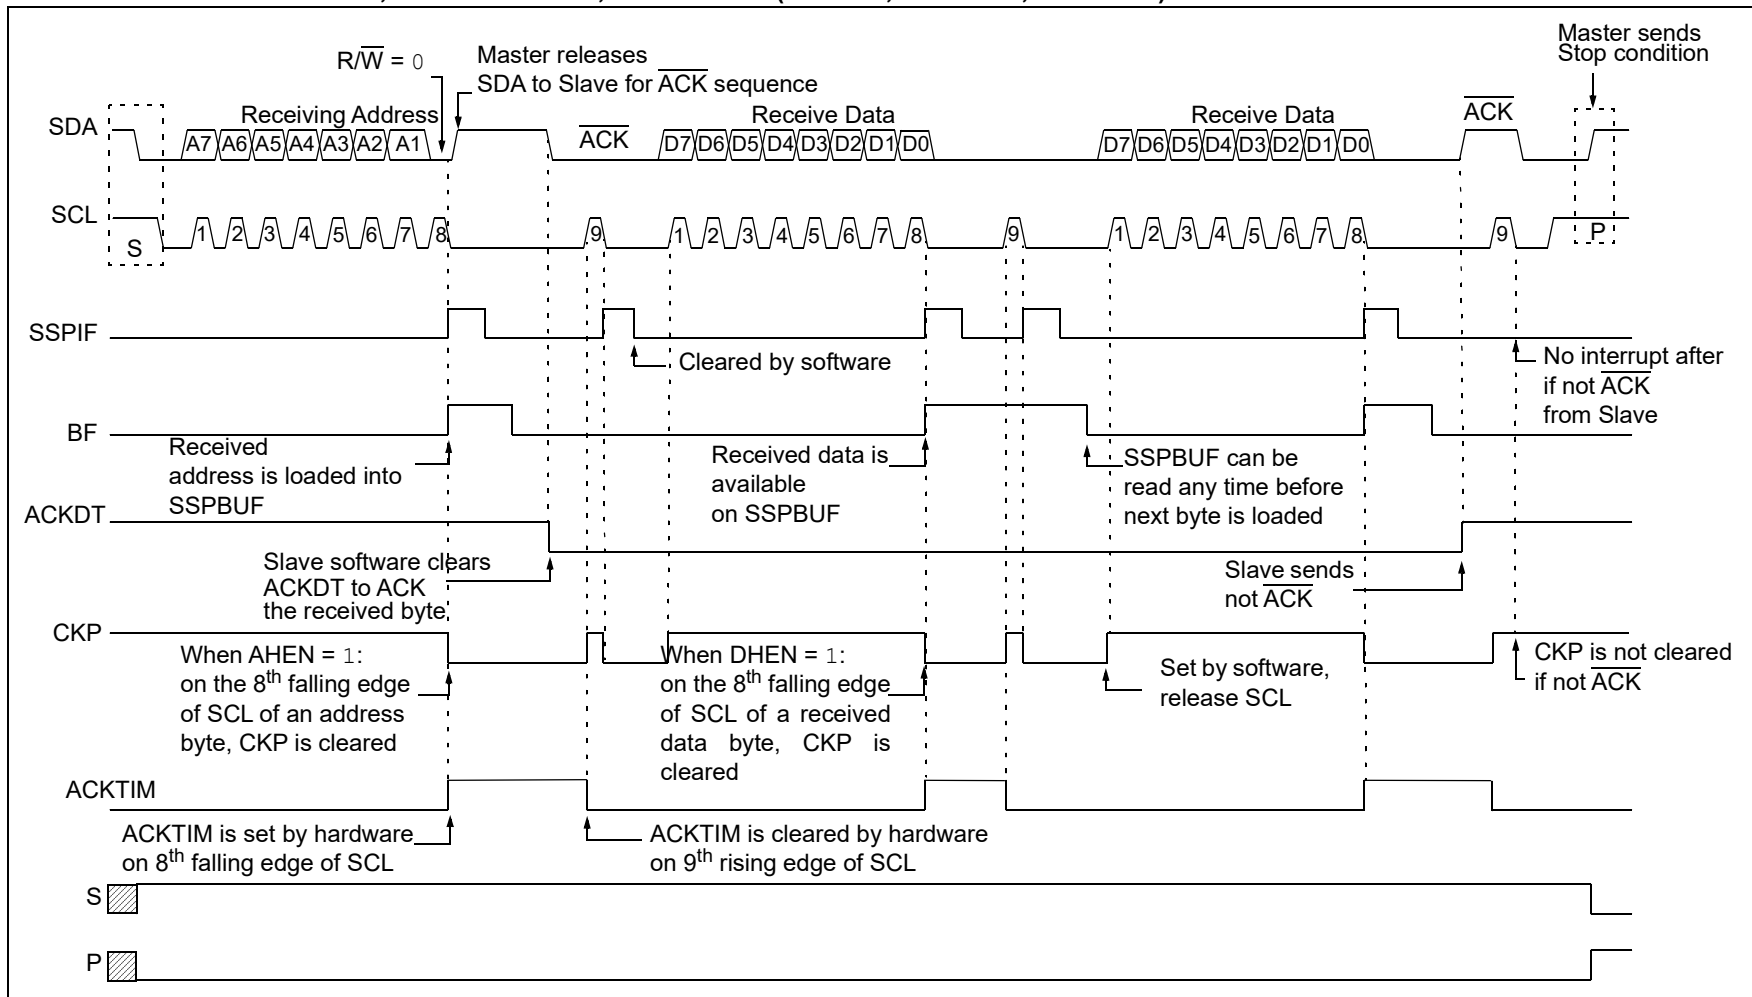 Master sends
Stop condition
R/W = 0
Master releases
SDA to Slave for ACK sequence
SDA
Receiving Address
ACK
Receive Data
Receive Data
ACK
A7 A6 A5 A4 A3 A2 A1
D7 D6 D5 D4 D3 D2 D1 D0
D7 D6 D5 D4 D3 D2 D1 D0
SCL
S
1 2 3 4 5 6 7 8 9
1 2 3 4 5 6 7 8 9
1 2 3 4 5 6 7 8 9
P
SSPIF
Cleared by software
No interrupt after
if not ACK
from Slave
BF
Received
address is loaded into
SSPBUF
Received data is
available
on SSPBUF
SSPBUF can be
read any time before
next byte is loaded
ACKDT
Slave software clears
ACKDT to ACK
the received byte
Slave sends
not ACK
CKP
When AHEN = 1:
on the 8th falling edge
of SCL of an address
byte, CKP is cleared
When DHEN = 1:
on the 8th falling edge
of SCL of a received
data byte, CKP is
cleared
Set by software,
release SCL
CKP is not cleared
if not ACK
ACKTIM
ACKTIM is set by hardware
on 8th falling edge of SCL
ACKTIM is cleared by hardware
on 9th rising edge of SCL
S
P